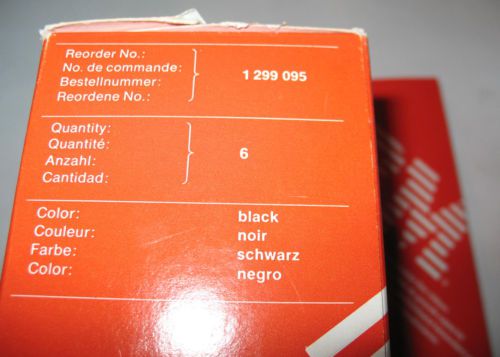 Reorder No.:
No. de commande:
Bestellnummer:
Reordene No.:
1 299 095
Quantity:
Quantité:
Anzahl:
Cantidad:
6
Color: black
Couleur: noir
Farbe: schwarz
Color: negro